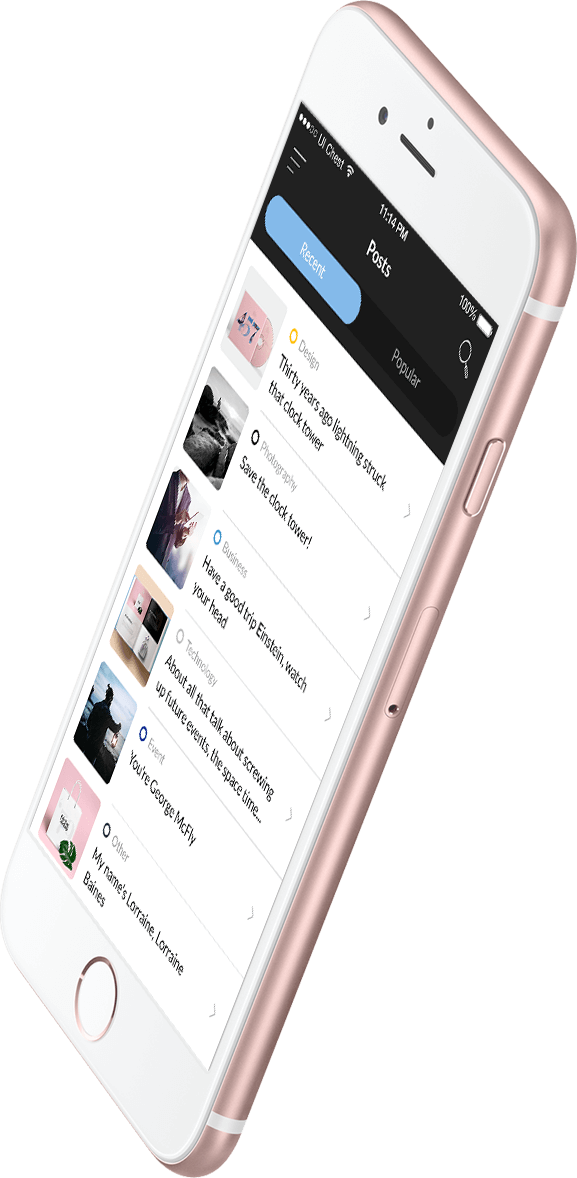 UI Chest
11:14 PM
100%
Posts
Recent
Popular
Design
Thirty years ago lightning struck
that clock tower
Photography
Save the clock tower!
Business
Have a good trip Einstein, watch
your head
Technology
About all that talk about screwing
up future events, the space time...
Event
You're George McFly
Other
My name's Lorraine, Lorraine
Baines